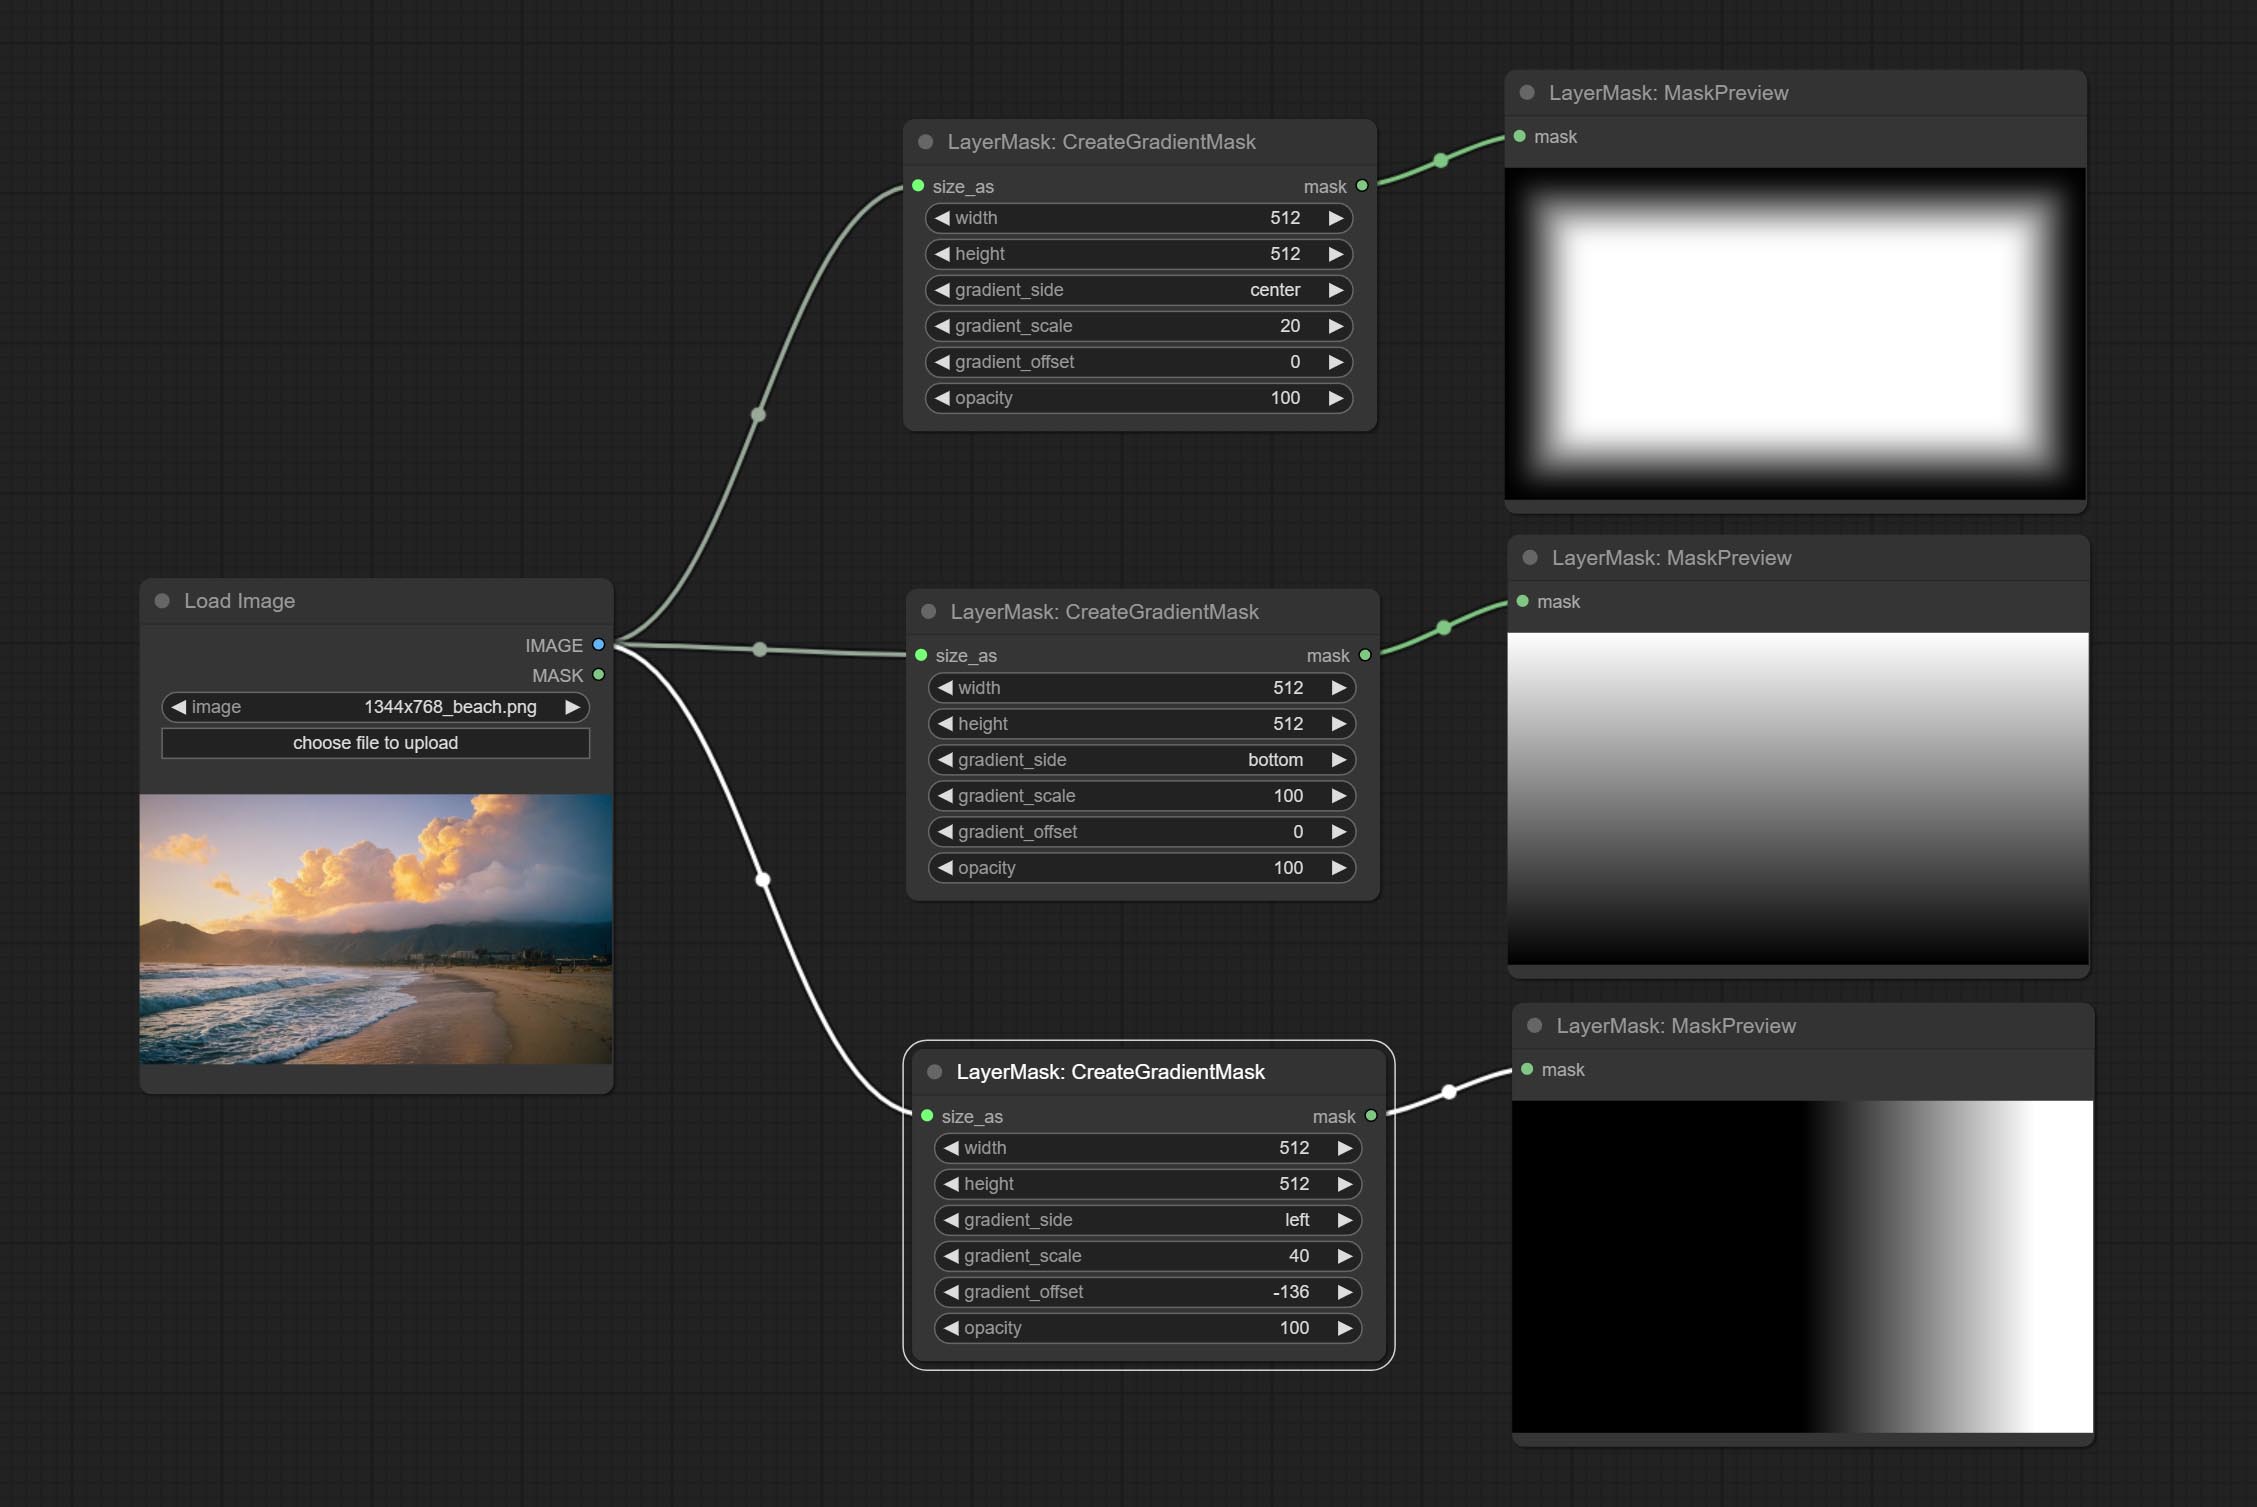 Load Image
IMAGE
MASK
image 1344x768_beach.png
choose file to upload
LayerMask: CreateGradientMask
size_as mask
width 512
height 512
gradient_side center
gradient_scale 20
gradient_offset 0
opacity 100
LayerMask: MaskPreview
mask
LayerMask: CreateGradientMask
size_as mask
width 512
height 512
gradient_side bottom
gradient_scale 100
gradient_offset 0
opacity 100
LayerMask: MaskPreview
mask
LayerMask: CreateGradientMask
size_as mask
width 512
height 512
gradient_side left
gradient_scale 40
gradient_offset -136
opacity 100
LayerMask: MaskPreview
mask